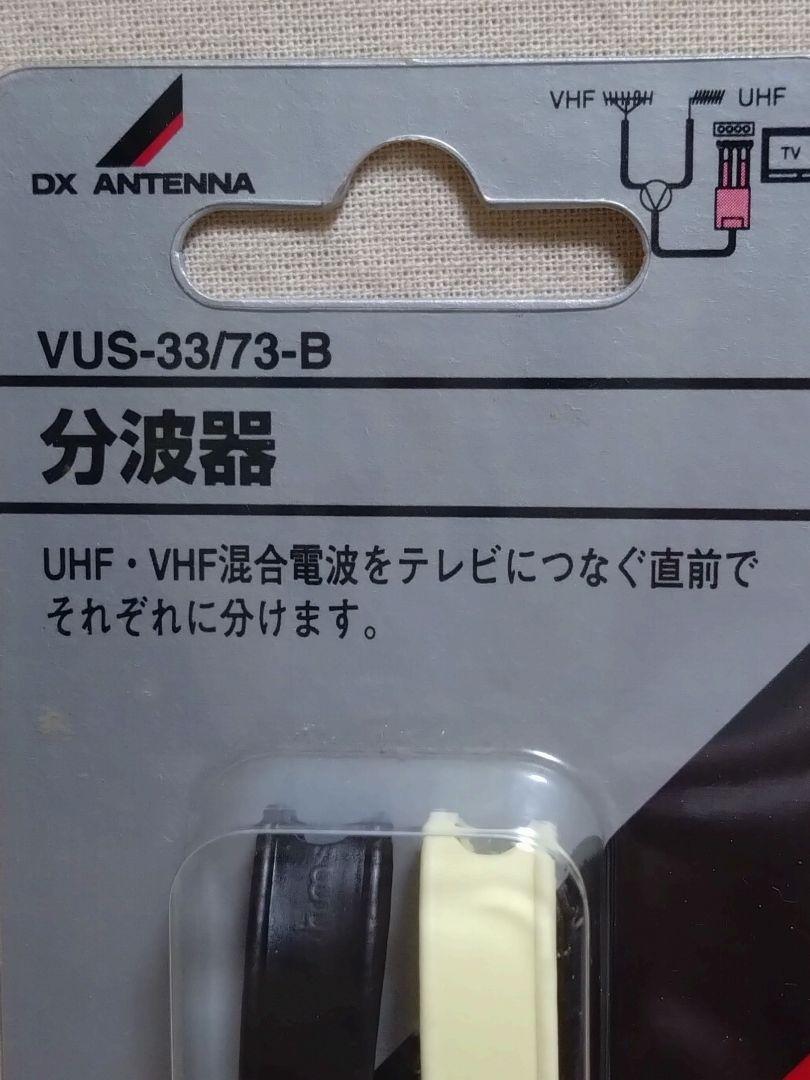 VHF
UHF
TV
DX ANTENNA
VUS-33/73-B
分波器
UHF・VHF混合電波をテレビにつなぐ直前で
それぞれに分けます。